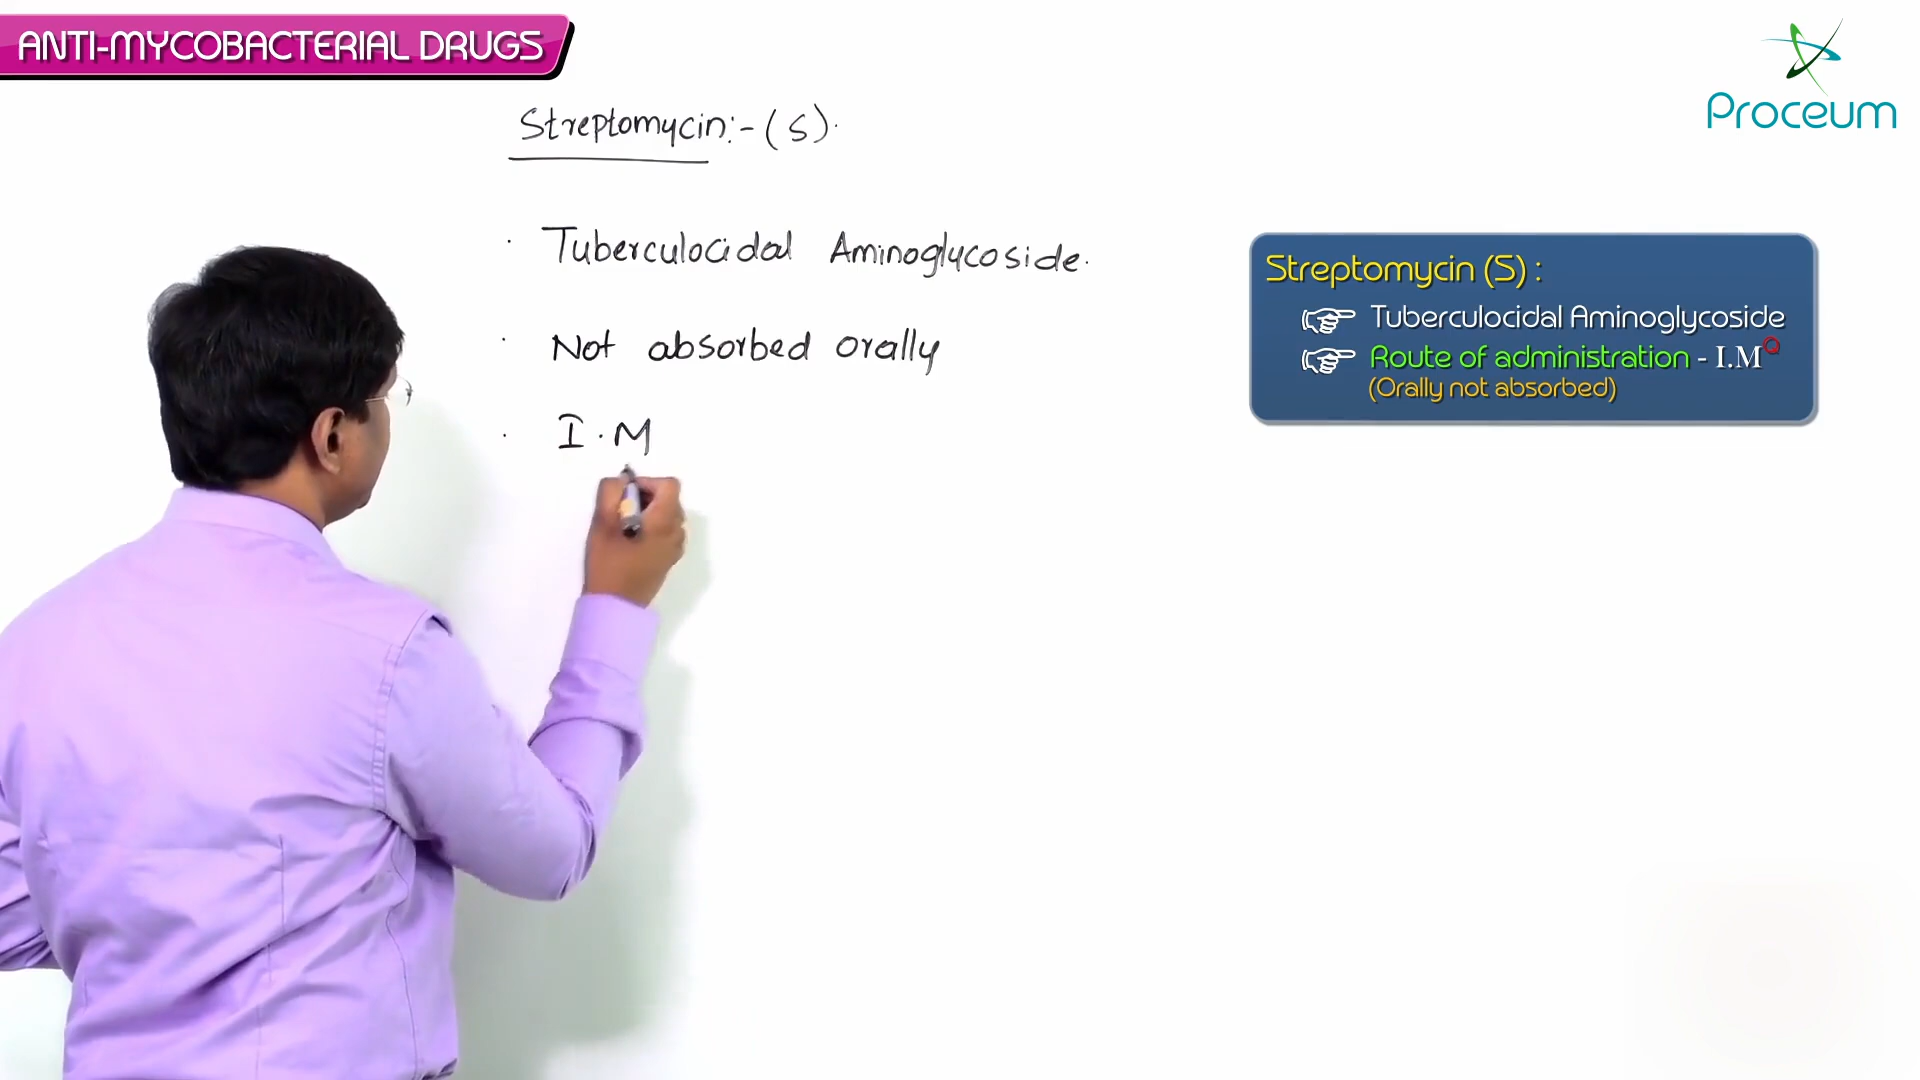 ANTI-MYCOBACTERIAL DRUGS
Proceum
Streptomycin:- (S).
· Tuberculocidal Aminoglycoside.
· Not absorbed orally
· I.M
Streptomycin (S) :
Tuberculocidal Aminoglycoside
Route of administration - I.M
(Orally not absorbed)